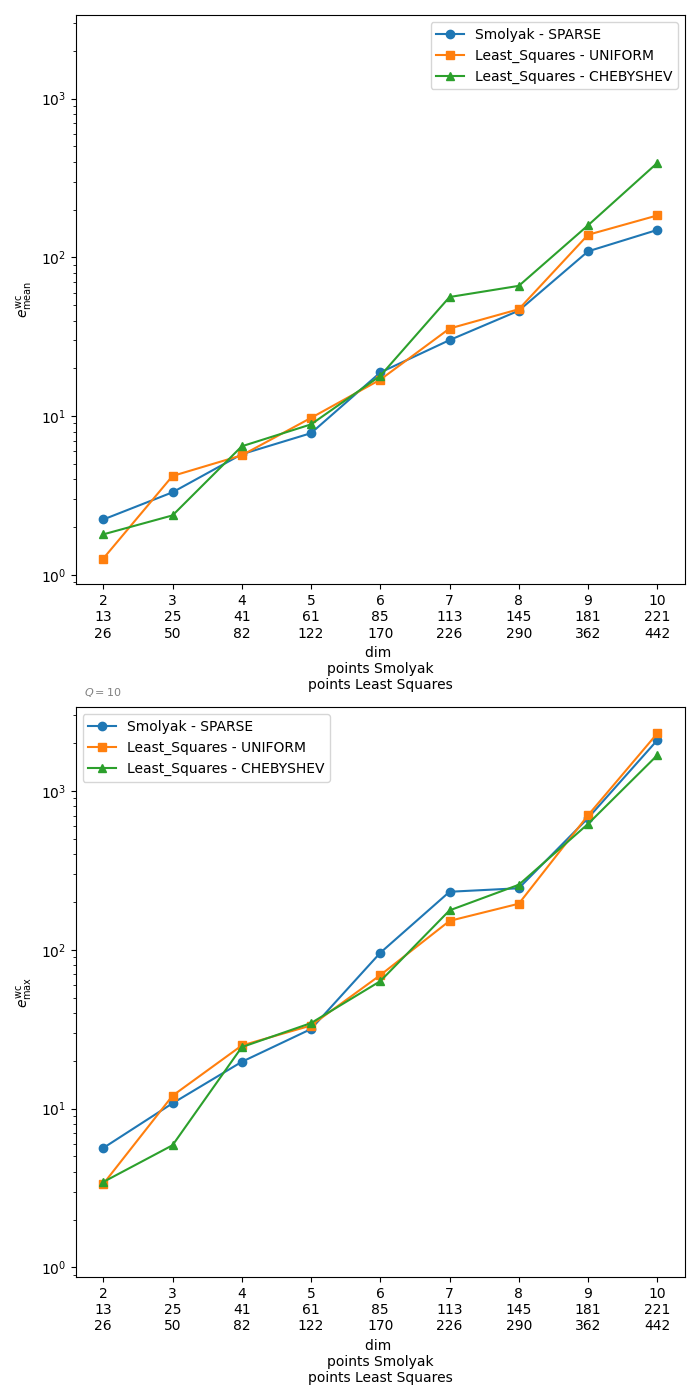 10³
10²
10¹
10⁰
e^wc_mean
Smolyak - SPARSE
Least_Squares - UNIFORM
Least_Squares - CHEBYSHEV
2 3 4 5 6 7 8 9 10
13 25 41 61 85 113 145 181 221
26 50 82 122 170 226 290 362 442
dim
points Smolyak
points Least Squares
Q = 10
10³
10²
10¹
10⁰
e^wc_max
Smolyak - SPARSE
Least_Squares - UNIFORM
Least_Squares - CHEBYSHEV
2 3 4 5 6 7 8 9 10
13 25 41 61 85 113 145 181 221
26 50 82 122 170 226 290 362 442
dim
points Smolyak
points Least Squares